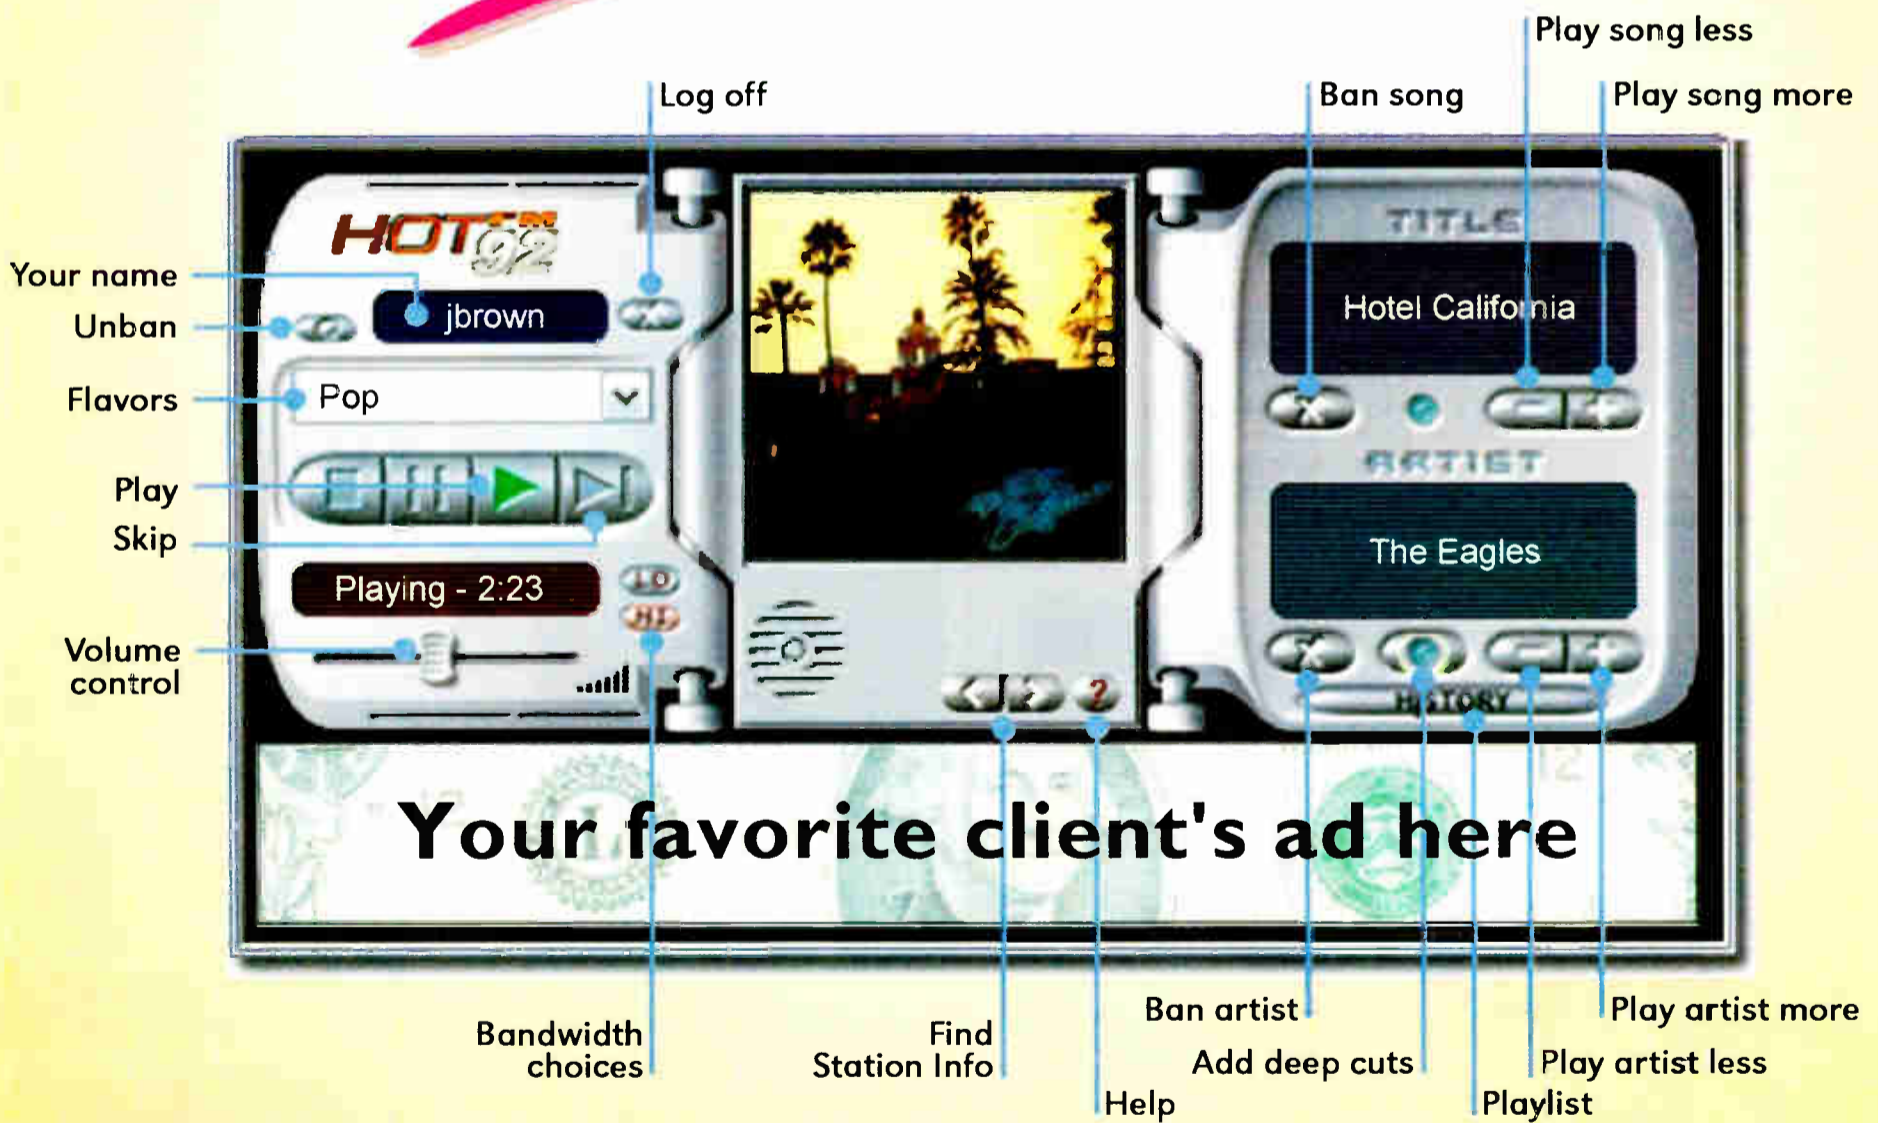 Play song less
Log off
Ban song
Play song more
HOT FM
92
TITLE
Your name
jbrown
Hotel California
Unban
Flavors
Pop
ARTIST
Play
Skip
The Eagles
Playing - 2:23
LO
HI
Volume
control
?
HISTORY
Your favorite client's ad here
Ban artist
Play artist more
Bandwidth
choices
Find
Station Info
Add deep cuts
Play artist less
Help
Playlist